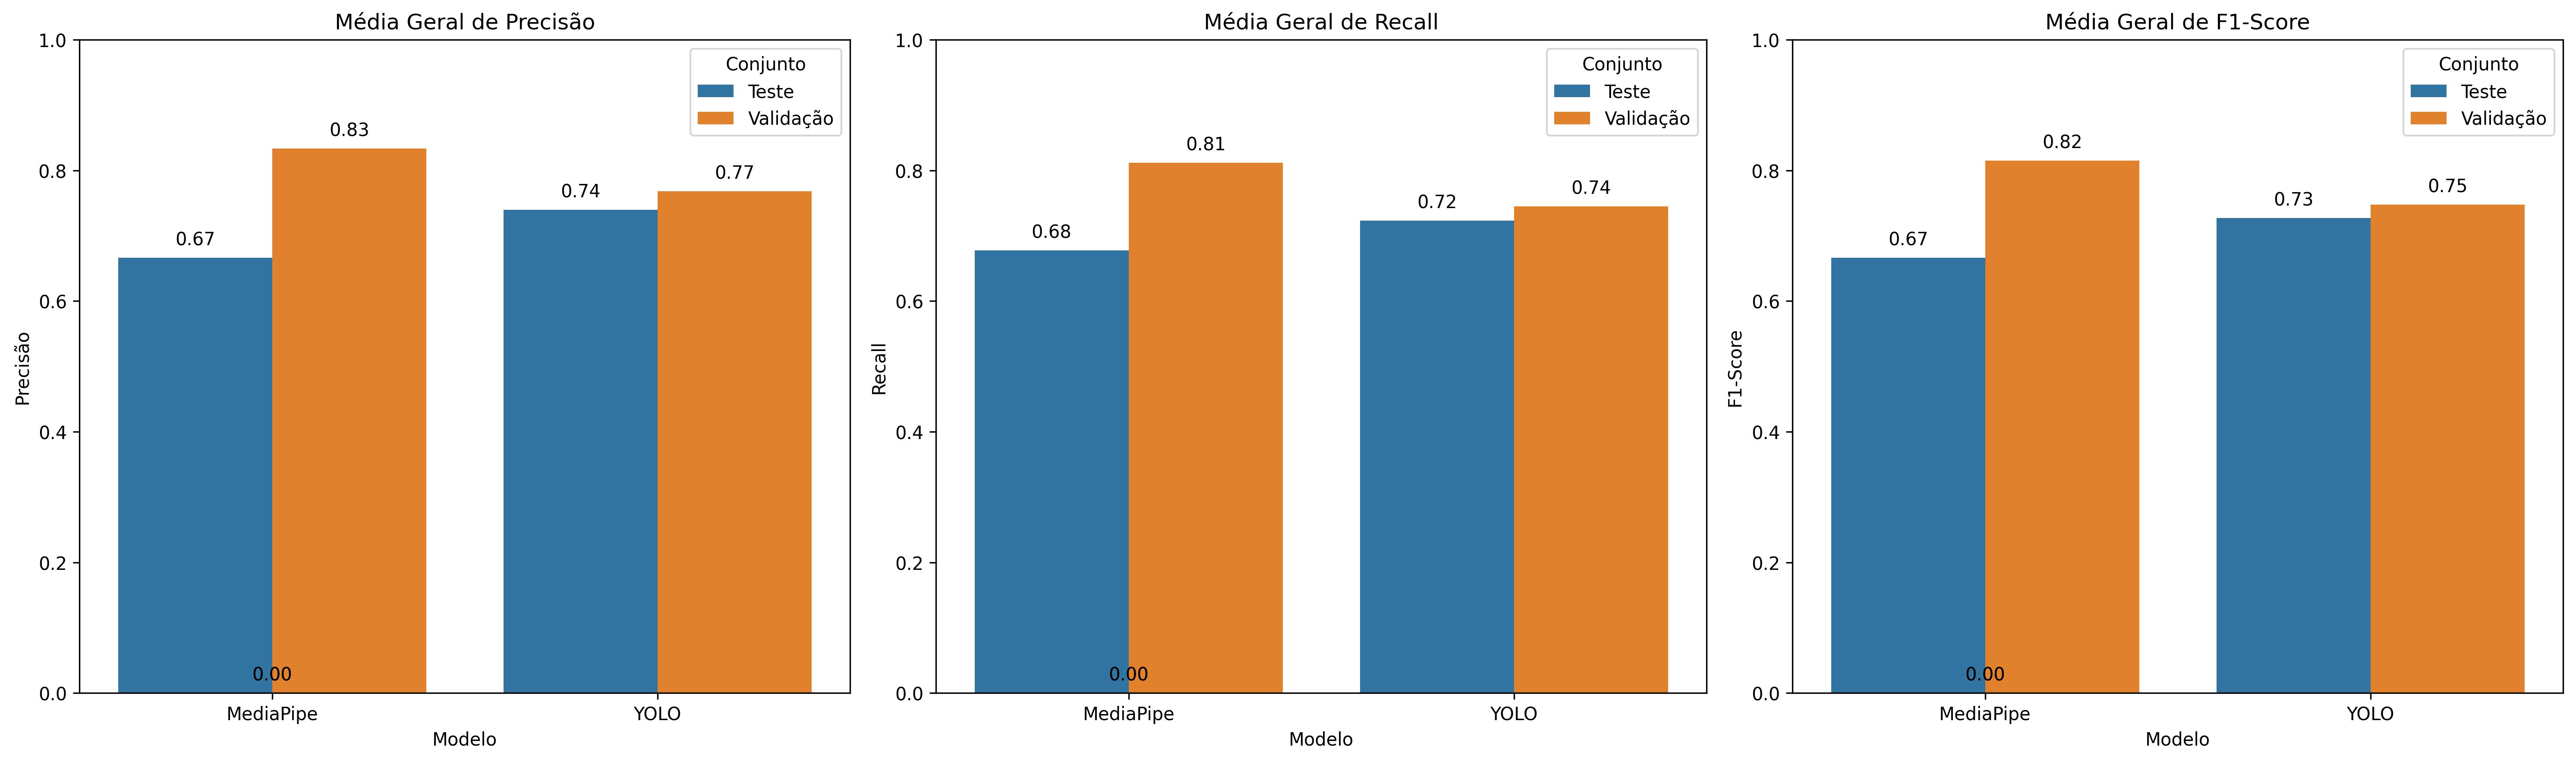 Média Geral de Precisão
1.0
0.8
0.6
0.4
0.2
0.0
Precisão
Conjunto
Teste
Validação
0.67
0.83
0.74
0.77
0.00
MediaPipe
YOLO
Modelo
Média Geral de Recall
1.0
0.8
0.6
0.4
0.2
0.0
Recall
Conjunto
Teste
Validação
0.68
0.81
0.72
0.74
0.00
MediaPipe
YOLO
Modelo
Média Geral de F1-Score
1.0
0.8
0.6
0.4
0.2
0.0
F1-Score
Conjunto
Teste
Validação
0.67
0.82
0.73
0.75
0.00
MediaPipe
YOLO
Modelo